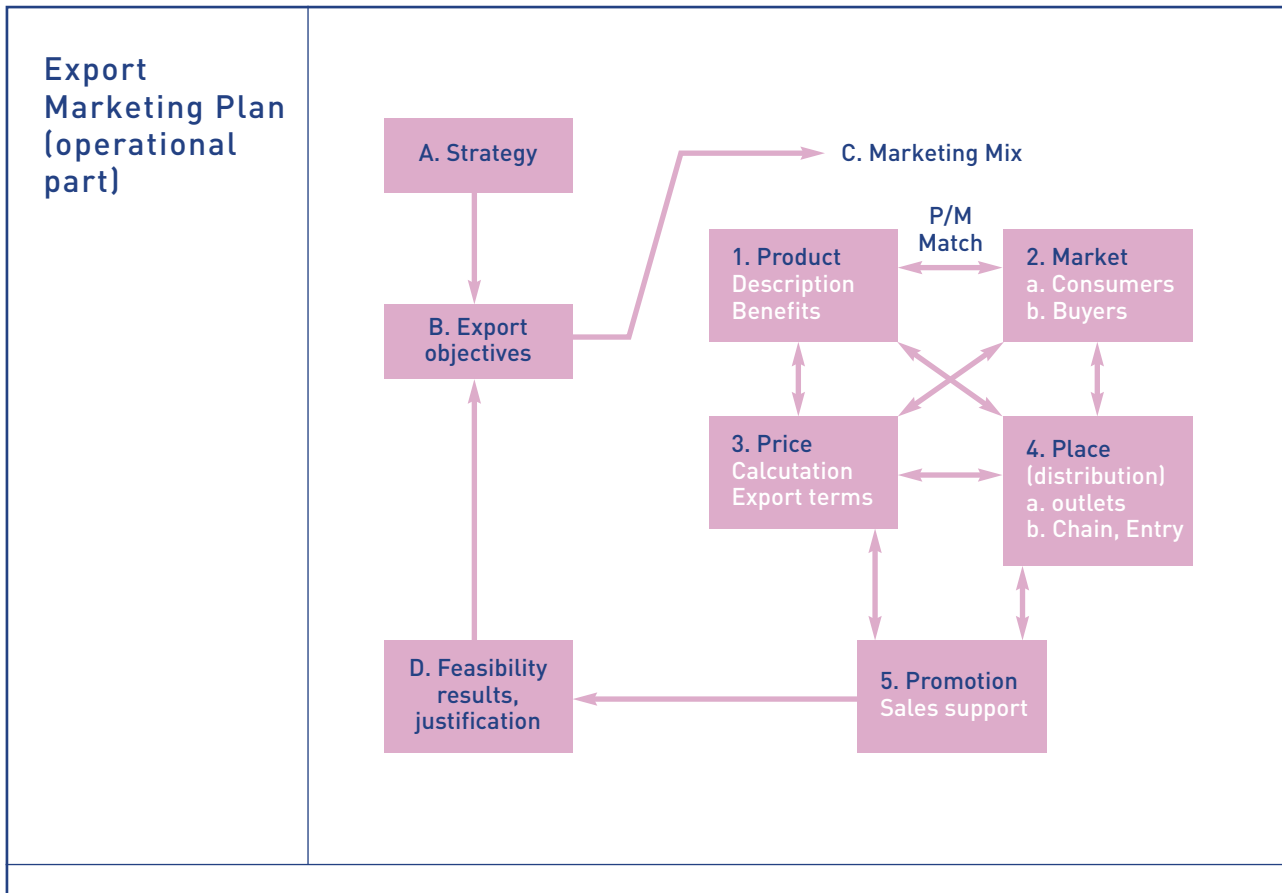 Export
Marketing Plan
(operational
part)
A. Strategy
C. Marketing Mix
P/M
Match
1. Product
Description
Benefits
2. Market
a. Consumers
b. Buyers
B. Export
objectives
3. Price
Calcutation
Export terms
4. Place
(distribution)
a. outlets
b. Chain, Entry
D. Feasibility
results,
justification
5. Promotion
Sales support